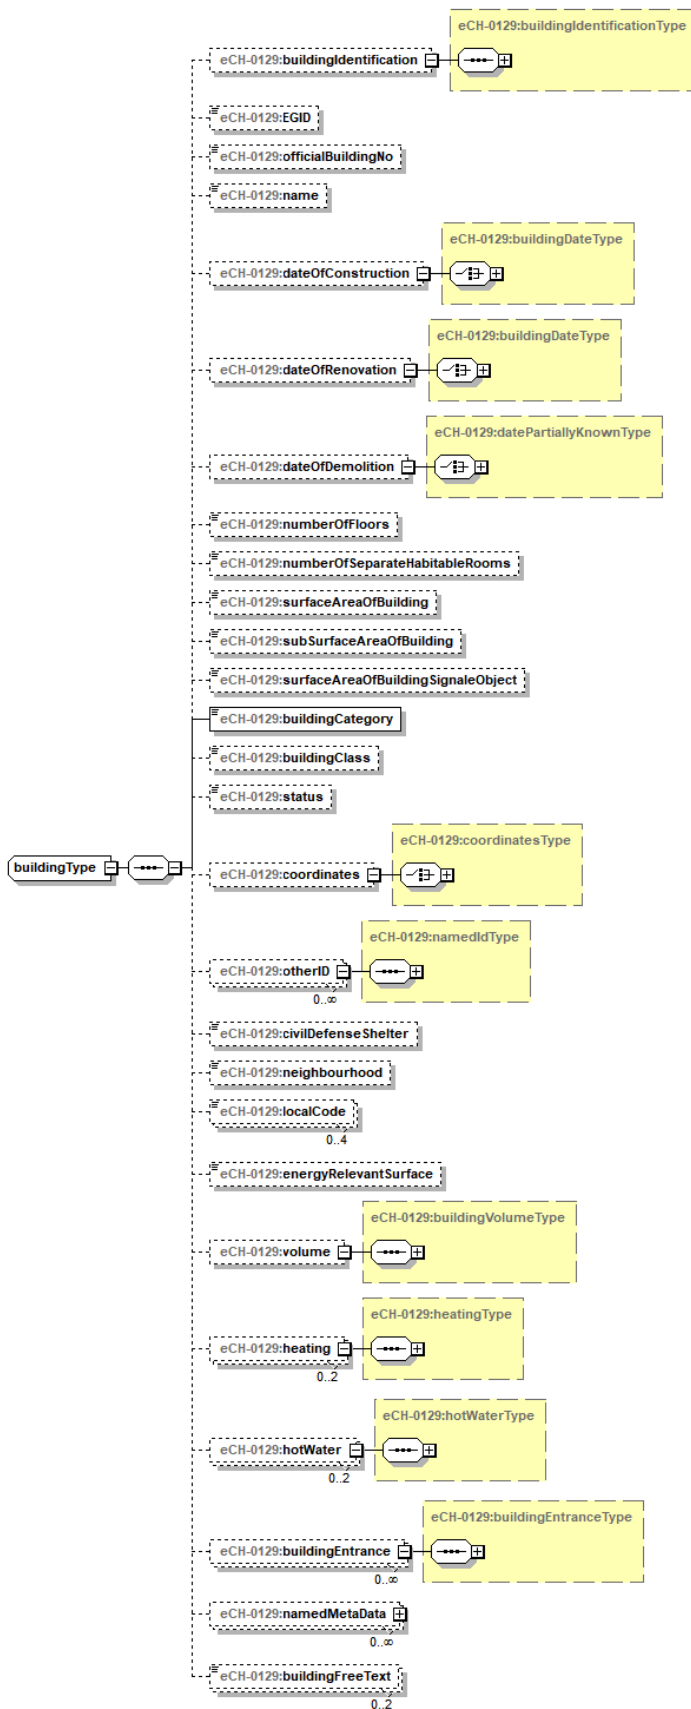 eCH-0129:buildingIdentificationType
eCH-0129:buildingIdentification
eCH-0129:EGID
eCH-0129:officialBuildingNo
eCH-0129:name
eCH-0129:buildingDateType
eCH-0129:dateOfConstruction
eCH-0129:buildingDateType
eCH-0129:dateOfRenovation
eCH-0129:datePartiallyKnownType
eCH-0129:dateOfDemolition
eCH-0129:numberOfFloors
eCH-0129:numberOfSeparateHabitableRooms
eCH-0129:surfaceAreaOfBuilding
eCH-0129:subSurfaceAreaOfBuilding
eCH-0129:surfaceAreaOfBuildingSignaleObject
eCH-0129:buildingCategory
eCH-0129:buildingClass
eCH-0129:status
eCH-0129:coordinatesType
buildingType
eCH-0129:coordinates
eCH-0129:namedIdType
eCH-0129:otherID
0..∞
eCH-0129:civilDefenseShelter
eCH-0129:neighbourhood
eCH-0129:localCode
0..4
eCH-0129:energyRelevantSurface
eCH-0129:buildingVolumeType
eCH-0129:volume
eCH-0129:heatingType
eCH-0129:heating
0..2
eCH-0129:hotWaterType
eCH-0129:hotWater
0..2
eCH-0129:buildingEntranceType
eCH-0129:buildingEntrance
0..∞
eCH-0129:namedMetaData
0..∞
eCH-0129:buildingFreeText
0..2